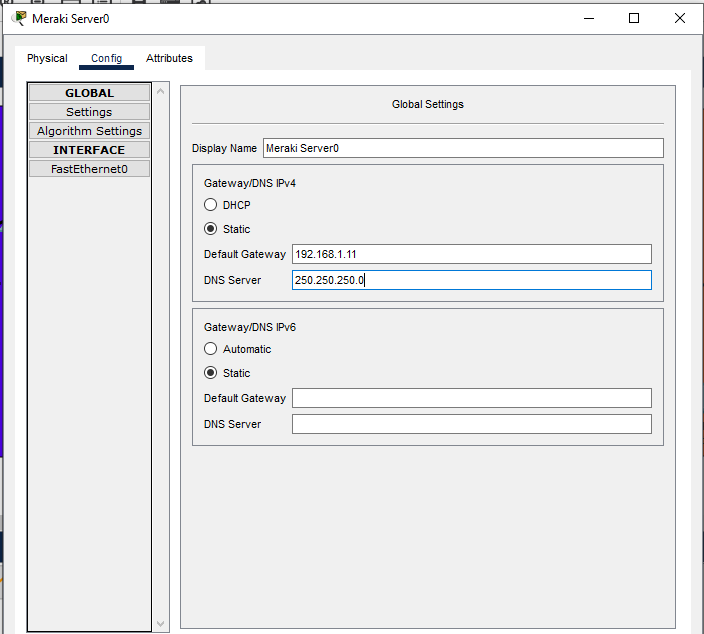 Meraki Server0
Physical Config Attributes
GLOBAL
Settings
Algorithm Settings
INTERFACE
FastEthernet0
Global Settings
Display Name Meraki Server0
Gateway/DNS IPv4
DHCP
Static
Default Gateway 192.168.1.11
DNS Server 250.250.250.0
Gateway/DNS IPv6
Automatic
Static
Default Gateway
DNS Server